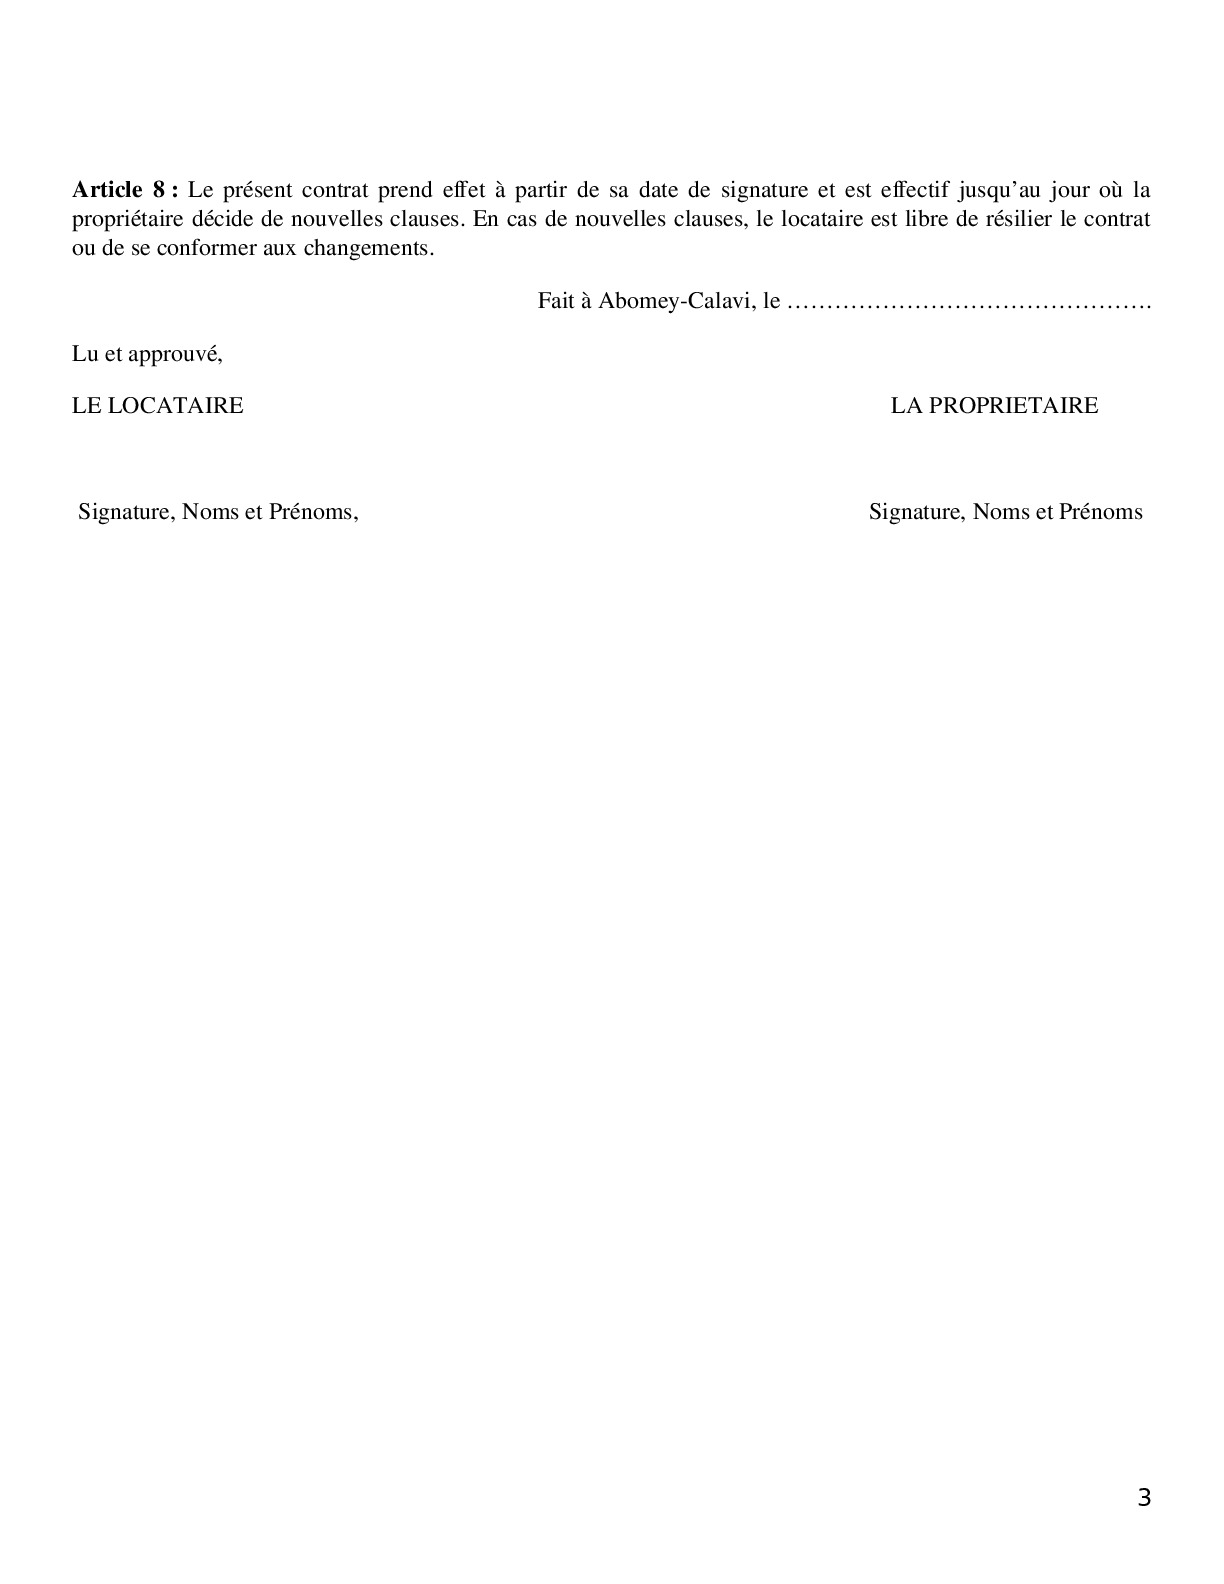 Article 8 : Le présent contrat prend effet à partir de sa date de signature et est effectif jusqu’au jour où la
propriétaire décide de nouvelles clauses. En cas de nouvelles clauses, le locataire est libre de résilier le contrat
ou de se conformer aux changements.
Fait à Abomey-Calavi, le ……………………………………….
Lu et approuvé,
LE LOCATAIRE LA PROPRIETAIRE
Signature, Noms et Prénoms, Signature, Noms et Prénoms
3